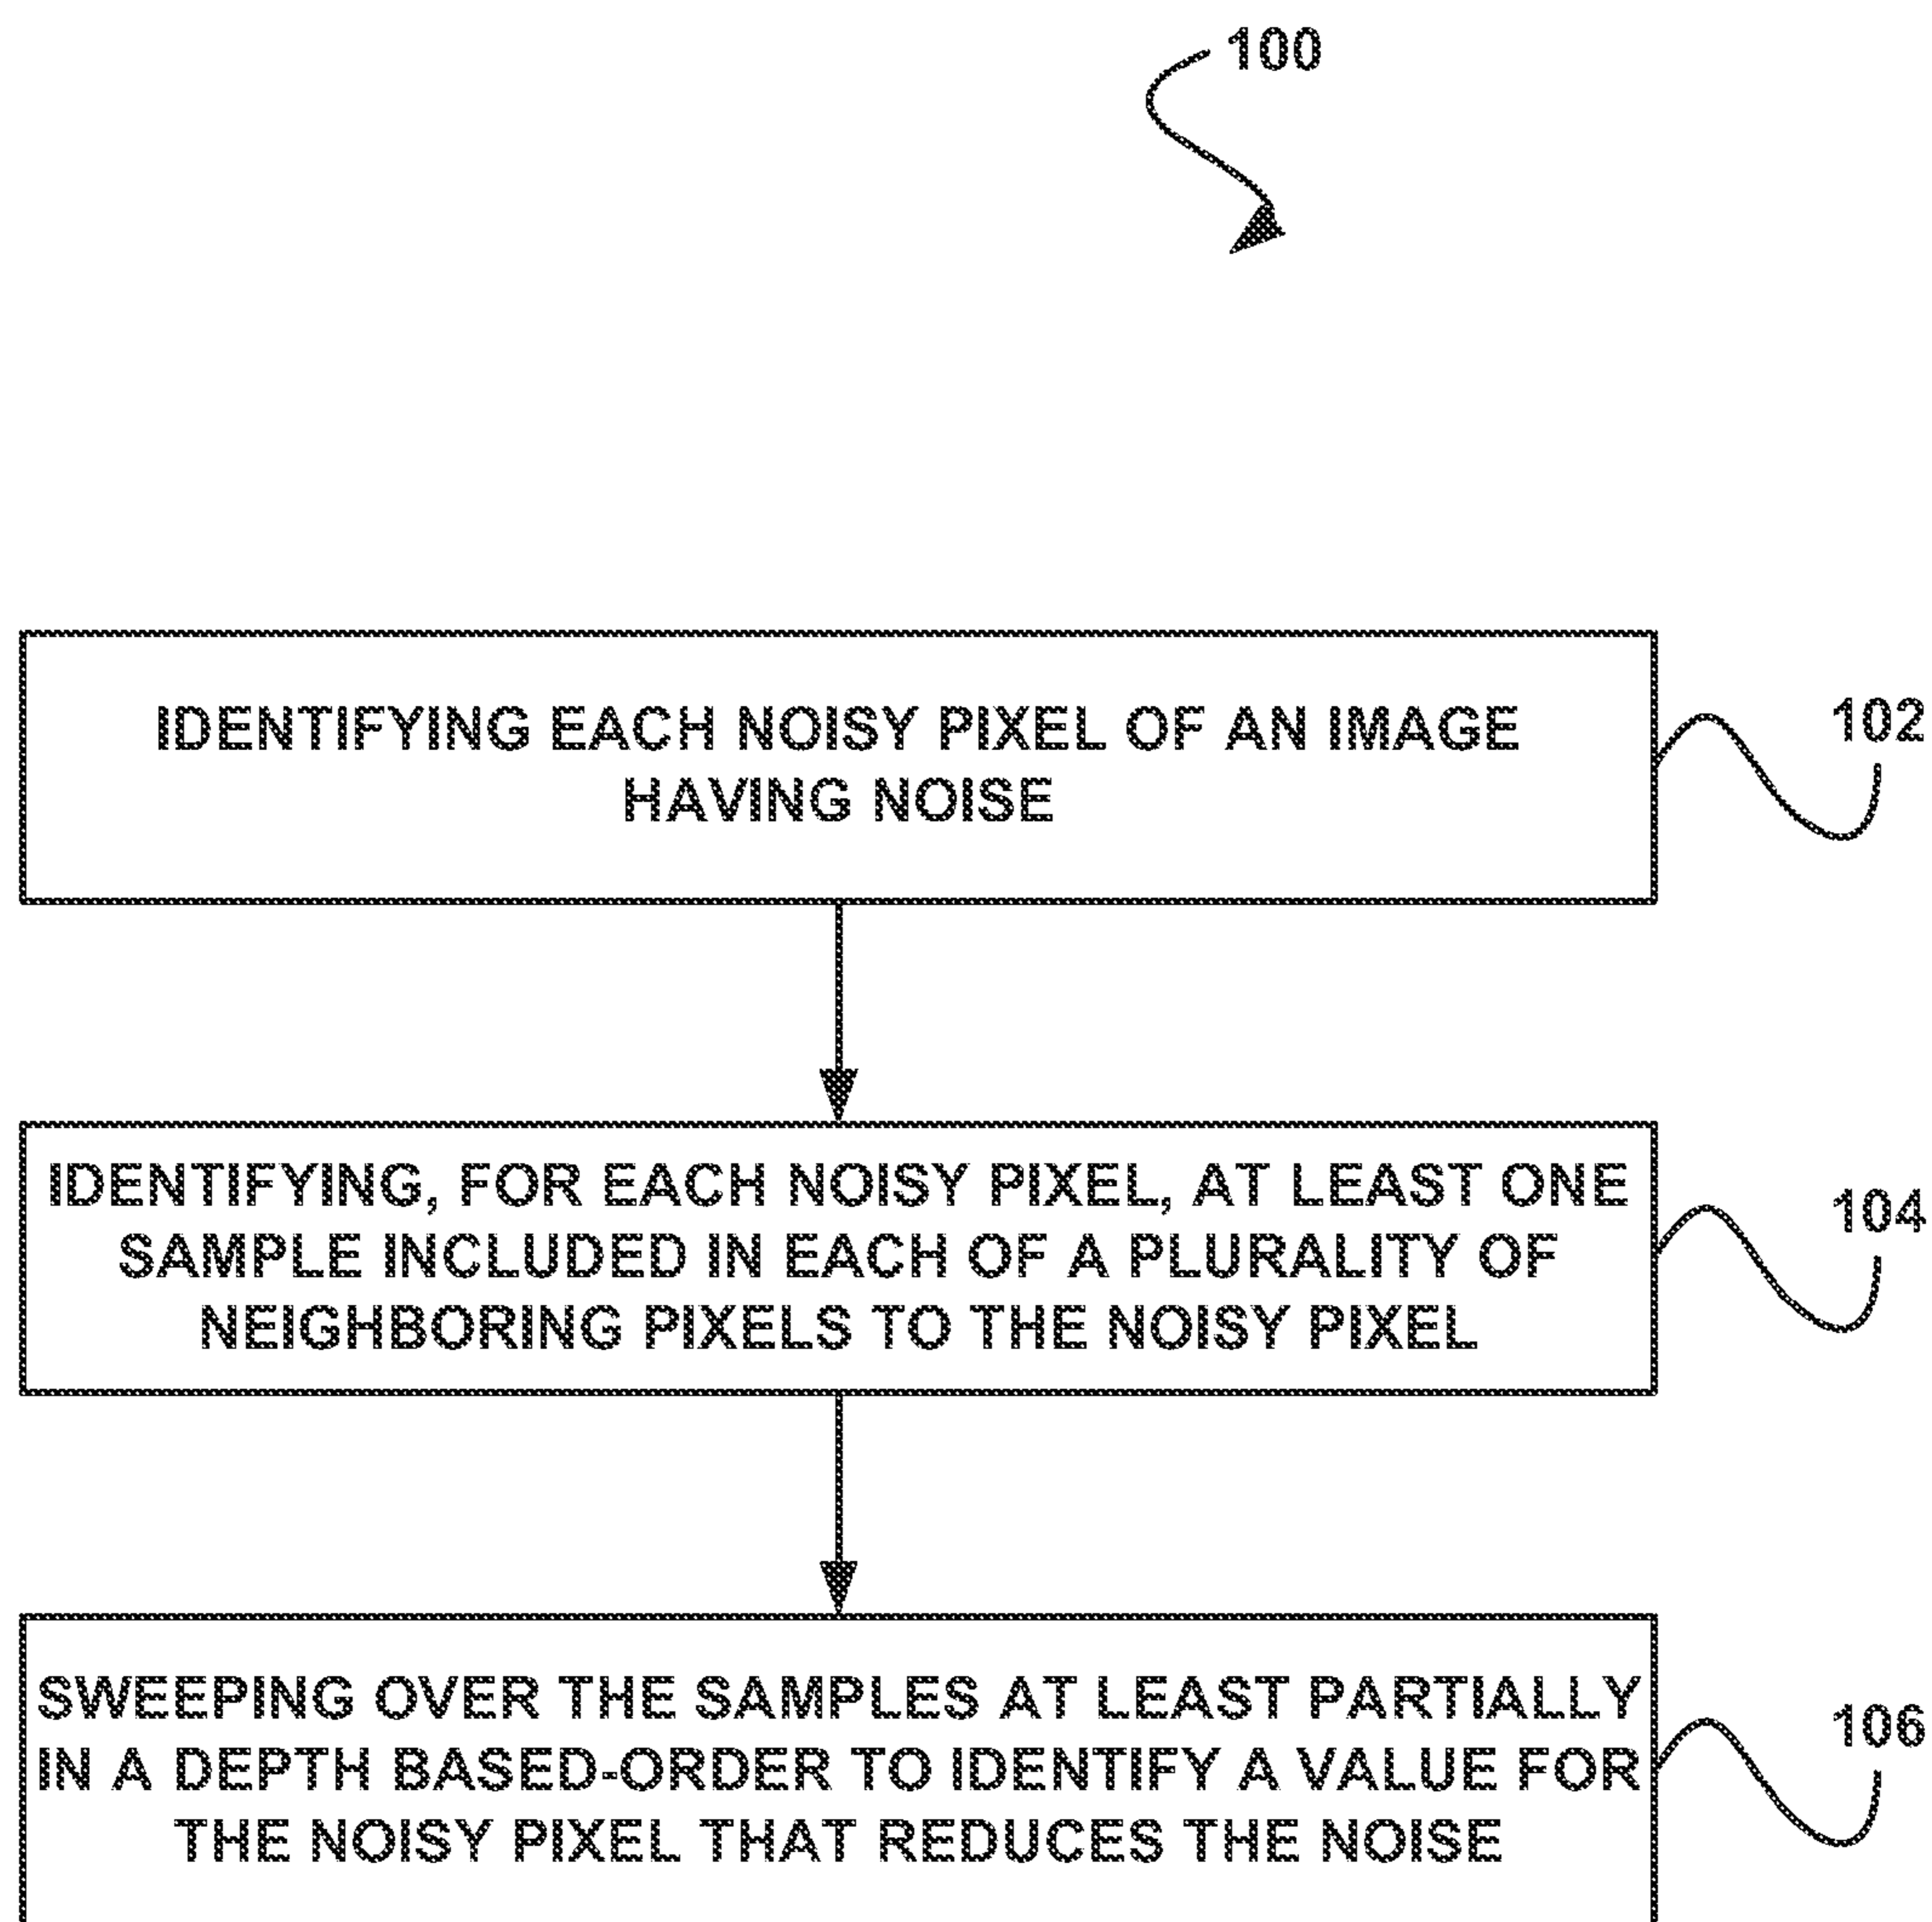 100
IDENTIFYING EACH NOISY PIXEL OF AN IMAGE
HAVING NOISE
102
IDENTIFYING, FOR EACH NOISY PIXEL, AT LEAST ONE
SAMPLE INCLUDED IN EACH OF A PLURALITY OF
NEIGHBORING PIXELS TO THE NOISY PIXEL
104
SWEEPING OVER THE SAMPLES AT LEAST PARTIALLY
IN A DEPTH BASED-ORDER TO IDENTIFY A VALUE FOR
THE NOISY PIXEL THAT REDUCES THE NOISE
106